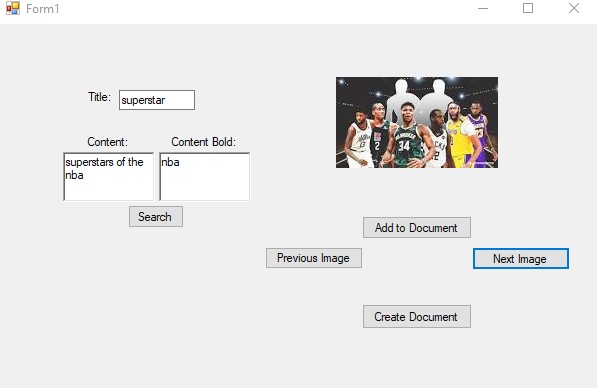 Form1
Title:
superstar
Content:
Content Bold:
superstars of the
nba
nba
Search
34
Add to Document
Previous Image
Next Image
Create Document